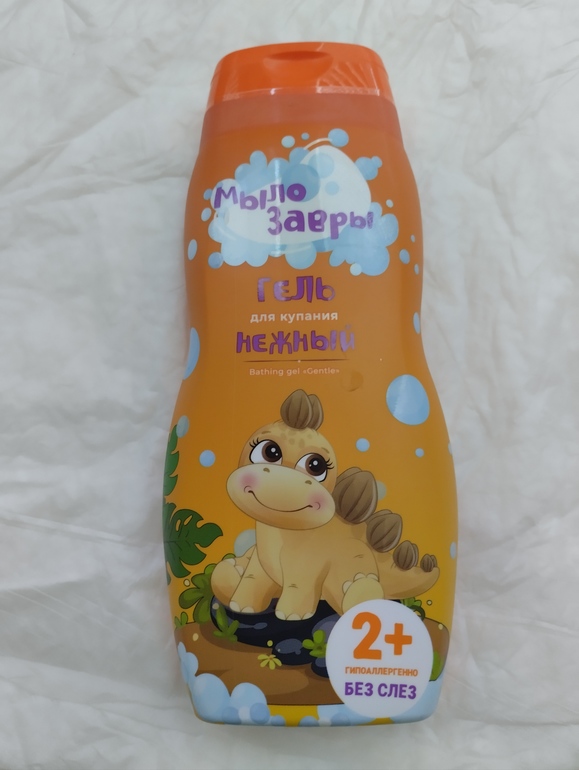 Мыло
Завры
ГЕЛЬ
для купания
НЕЖНЫЙ
Bathing gel «Gentle»
2+
ГИПОАЛЛЕРГЕННО
БЕЗ СЛЕЗ